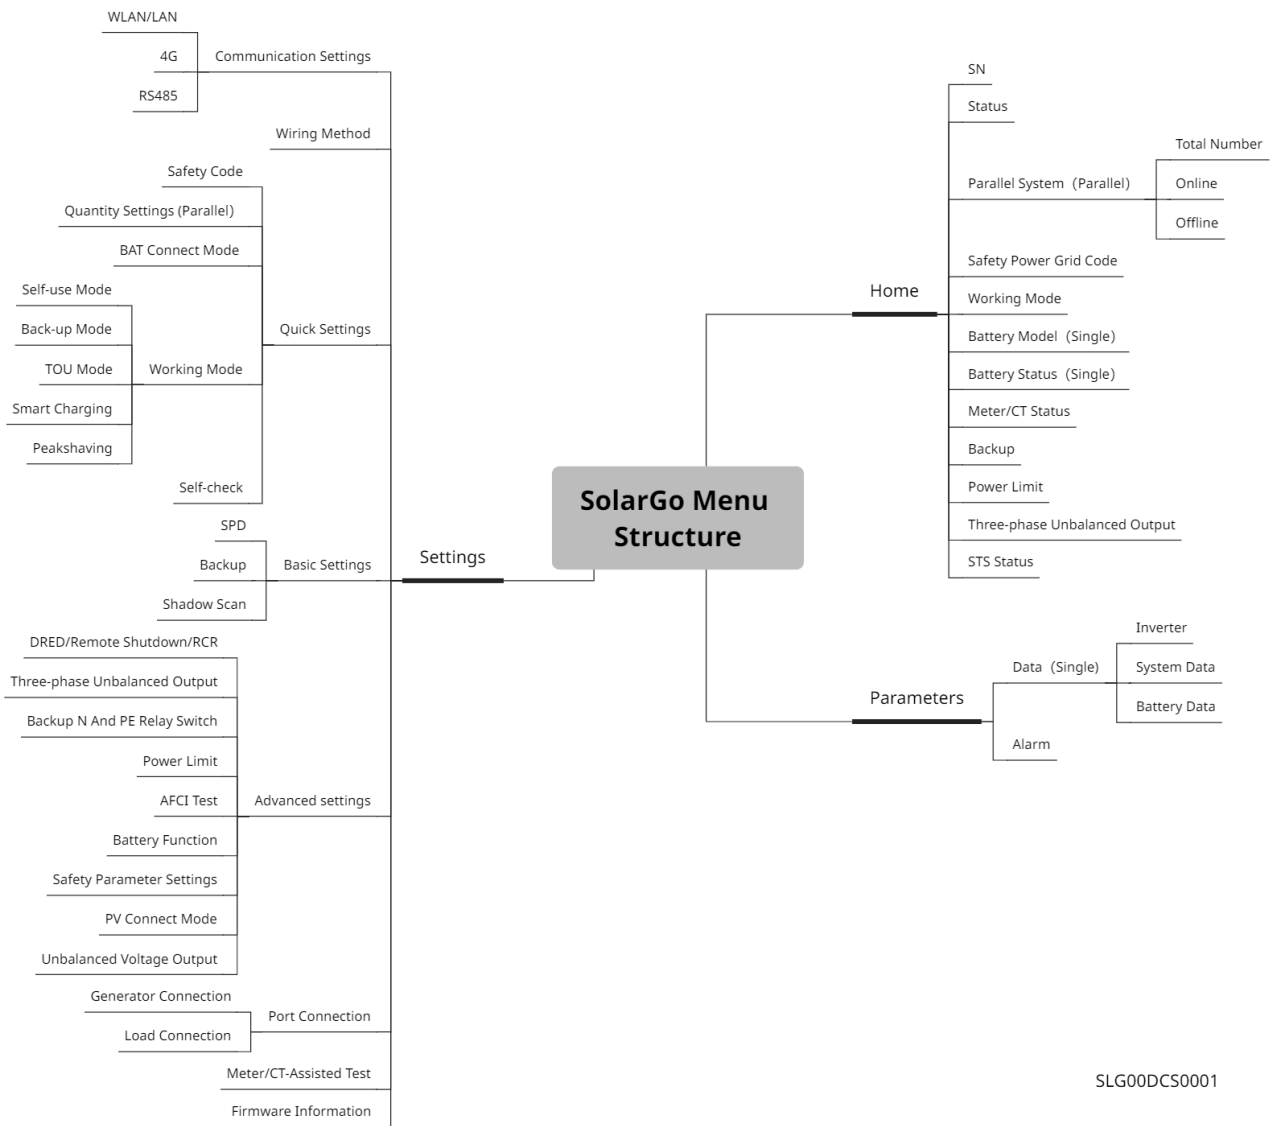 WLAN/LAN
4G
RS485
Communication Settings
Wiring Method
Safety Code
Quantity Settings (Parallel）
BAT Connect Mode
Self-use Mode
Back-up Mode
TOU Mode
Smart Charging
Peakshaving
Working Mode
Self-check
Quick Settings
SPD
Backup
Shadow Scan
Basic Settings
DRED/Remote Shutdown/RCR
Three-phase Unbalanced Output
Backup N And PE Relay Switch
Power Limit
AFCI Test
Battery Function
Safety Parameter Settings
PV Connect Mode
Unbalanced Voltage Output
Advanced settings
Generator Connection
Load Connection
Port Connection
Meter/CT-Assisted Test
Firmware Information
Settings
SolarGo Menu
Structure
Home
SN
Status
Parallel System（Parallel）
Total Number
Online
Offline
Safety Power Grid Code
Working Mode
Battery Model（Single）
Battery Status（Single）
Meter/CT Status
Backup
Power Limit
Three-phase Unbalanced Output
STS Status
Parameters
Data（Single）
Inverter
System Data
Battery Data
Alarm
SLG00DCS0001